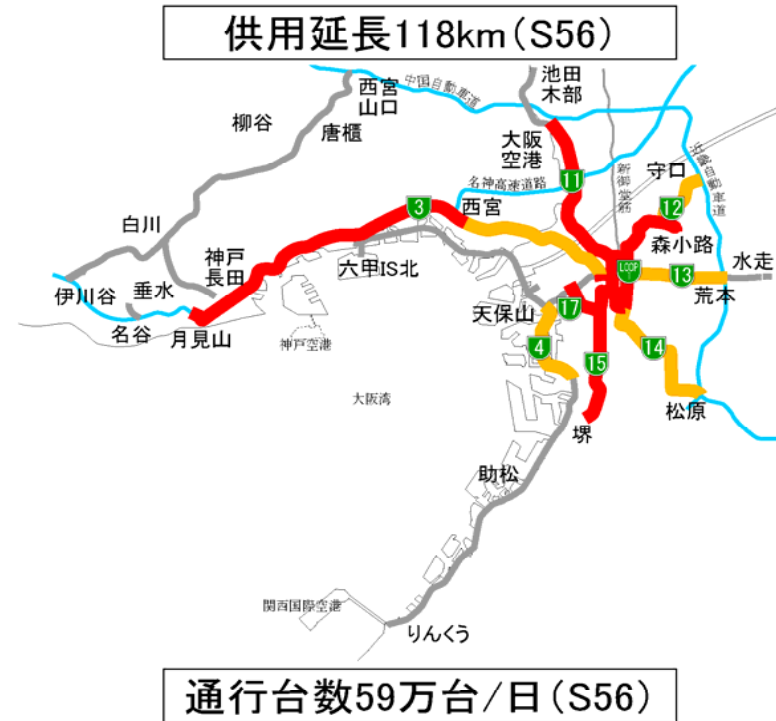 供用延長118km(S56)
池田
木部
中国自動車道
西宮
山口
柳谷
唐櫃
大阪
空港
新御堂筋
守口
近畿自動車道
11
名神高速道路
12
3
西宮
森小路
白川
神戸
長田
六甲IS北
LOOP
13
水走
荒本
伊川谷
垂水
名谷
月見山
天保山
17
神戸空港
4
15
14
大阪湾
松原
堺
助松
関西国際空港
りんくう
通行台数59万台/日(S56)